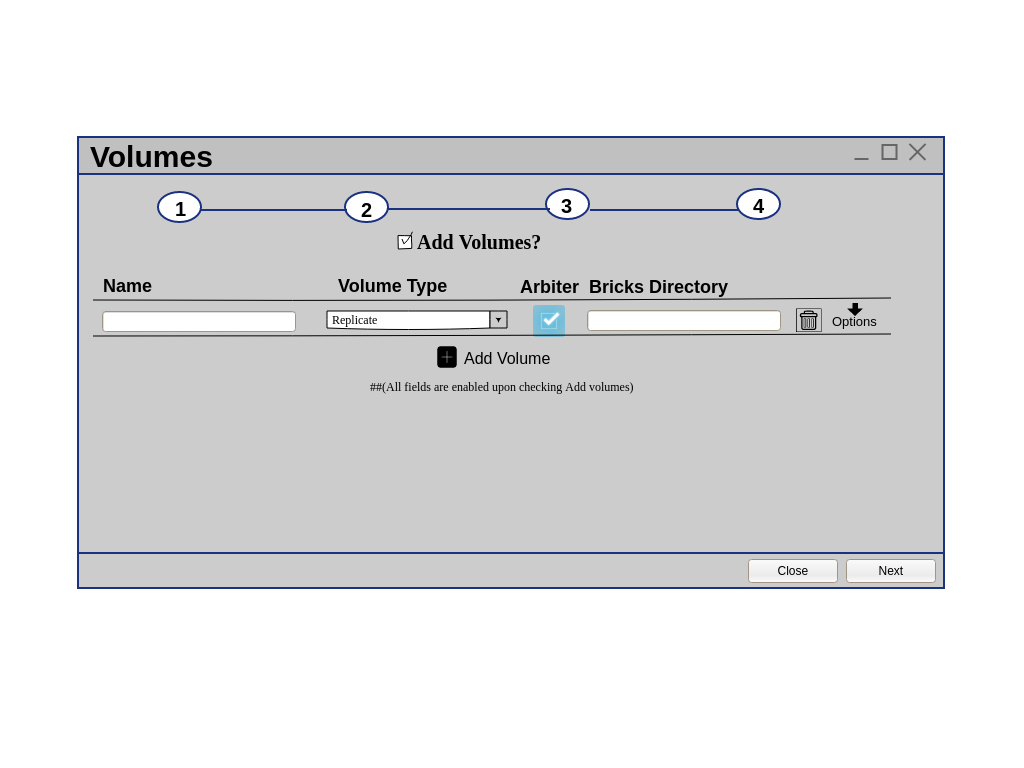 Volumes
1 2 3 4
Add Volumes?
Name Volume Type Arbiter Bricks Directory
Replicate Options
Add Volume
##(All fields are enabled upon checking Add volumes)
Close Next